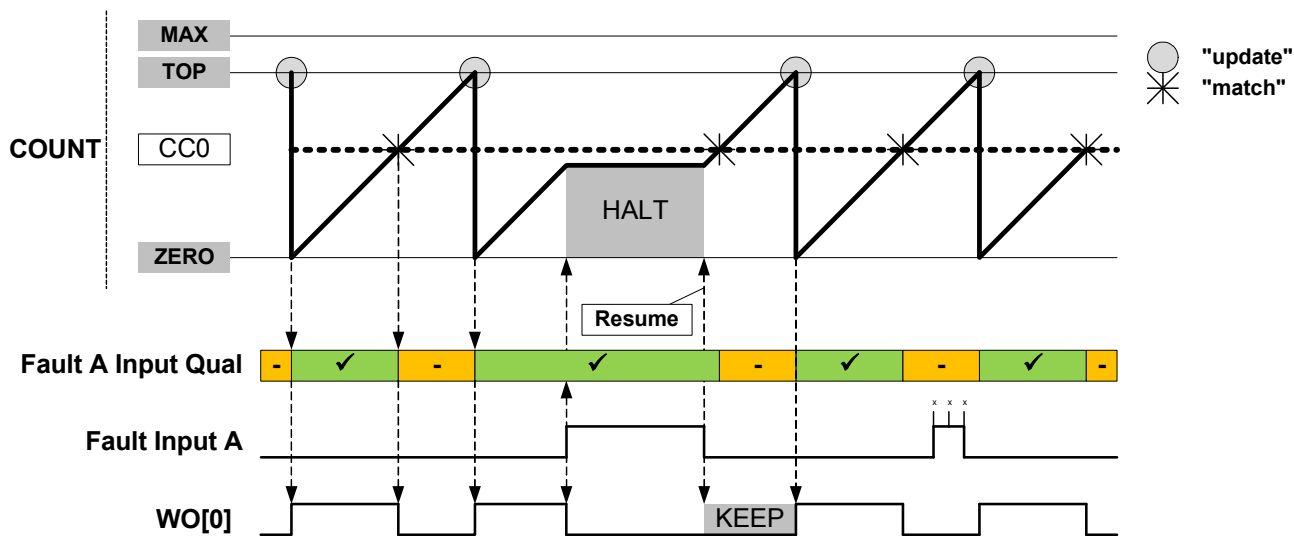 MAX
TOP
"update"
"match"
COUNT
CC0
HALT
ZERO
Resume
Fault A Input Qual
- ✓ - ✓ - ✓ - ✓ -
x x x
Fault Input A
WO[0]
KEEP